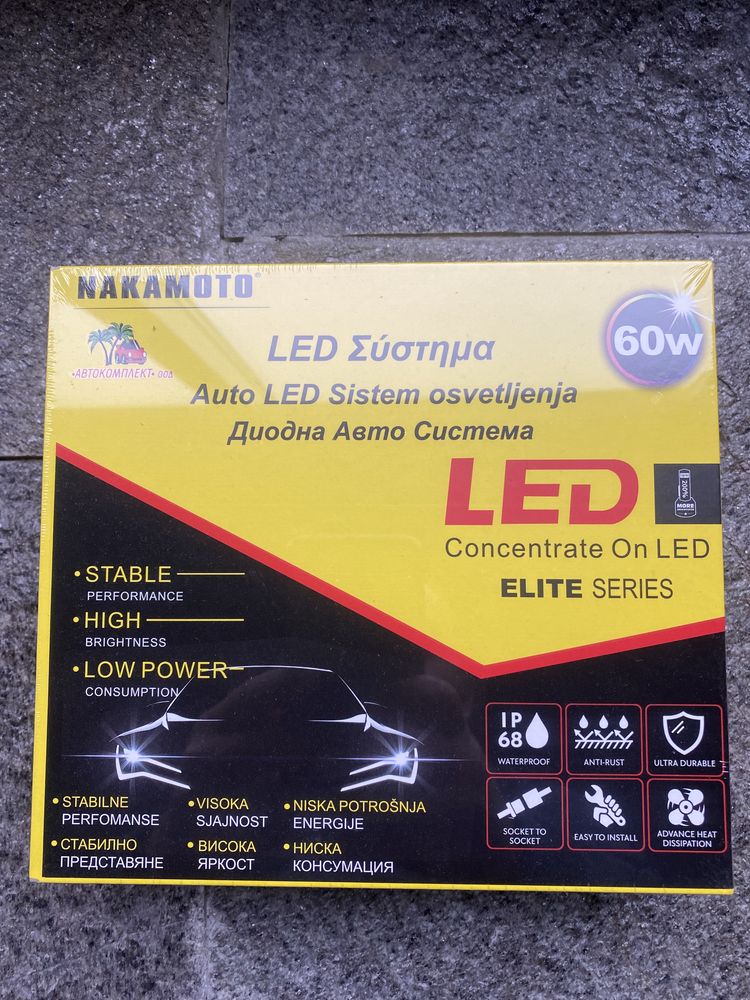 NAKAMOTO®
60W
•АВТОКОМПЛЕКТ• ООД
LED Σύστημα
Auto LED Sistem osvetljenja
Диодна Авто Система
LED
200%
MORE
Concentrate On LED
ELITE SERIES
• STABLE
PERFORMANCE
• HIGH
BRIGHTNESS
• LOW POWER
CONSUMPTION
IP
68
WATERPROOF
ANTI-RUST
ULTRA DURABLE
SOCKET TO
SOCKET
EASY TO INSTALL
ADVANCE HEAT
DISSIPATION
• STABILNE
PERFOMANSE
• VISOKA
SJAJNOST
• NISKA POTROŠNJA
ENERGIJE
• СТАБИЛНО
ПРЕДСТАВЯНЕ
• ВИСОКА
ЯРКОСТ
• НИСКА
КОНСУМАЦИЯ